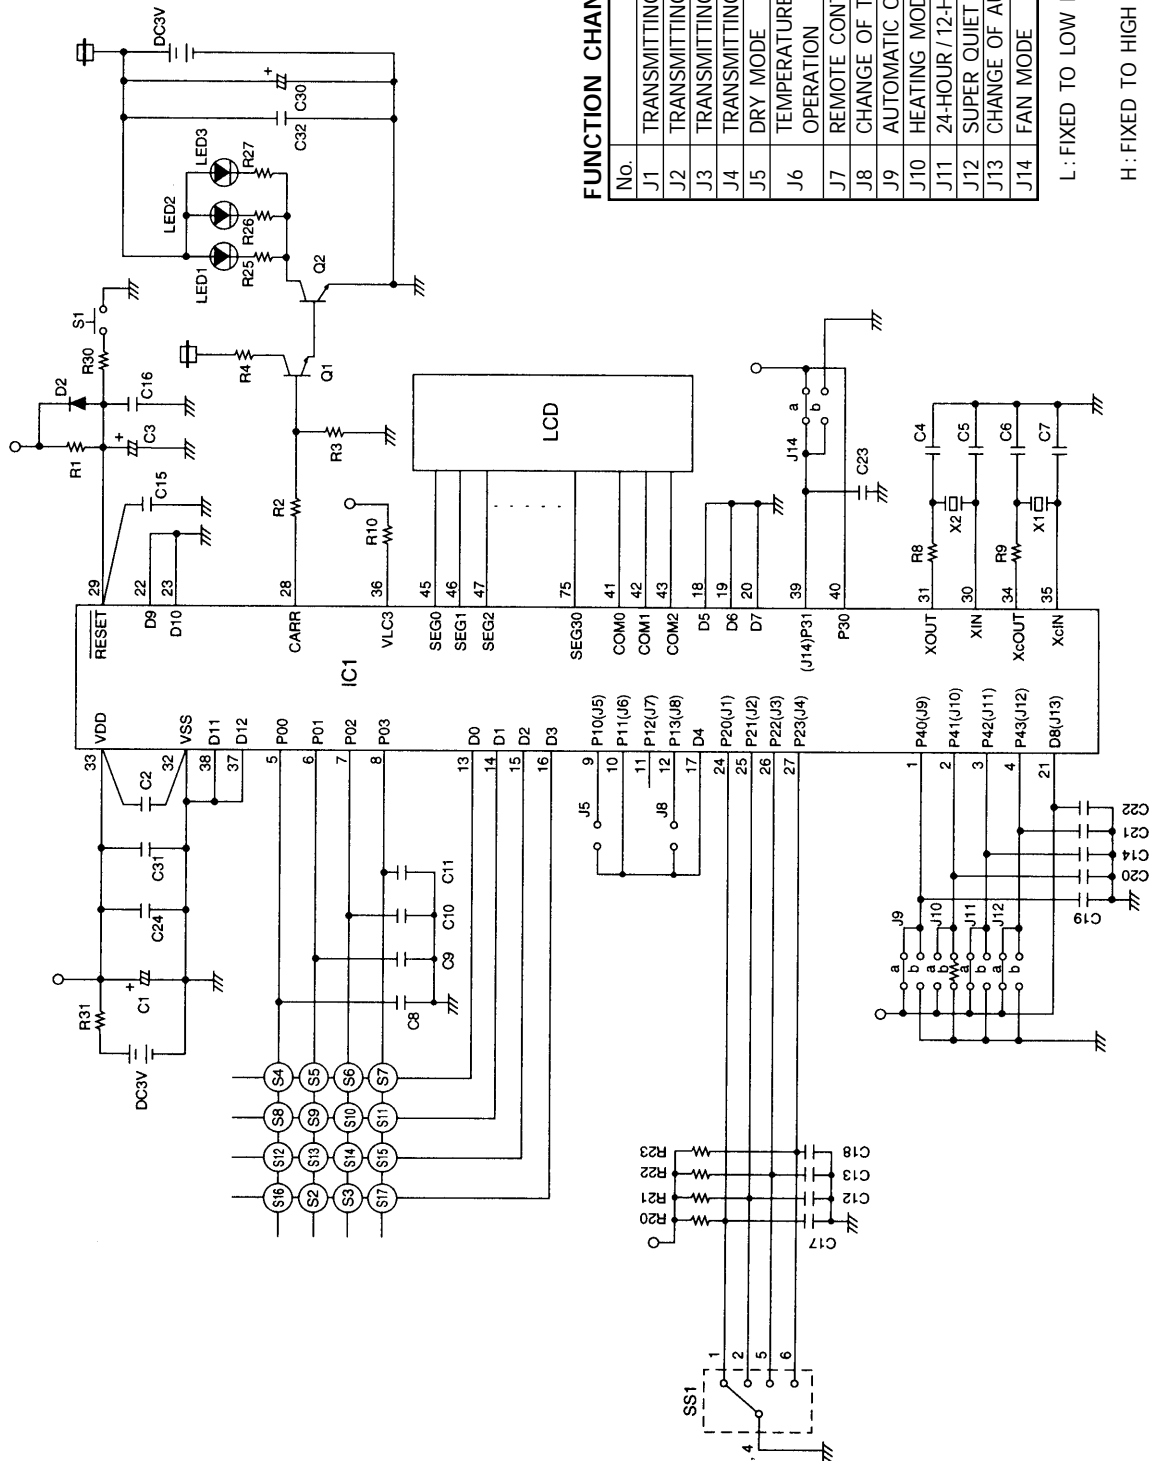 DC3V
C30
+
C32
LED3
LED2
LED1
R27
R26
R25
Q2
S1
R30
D2
C16
R1
+
C3
R4
Q1
C15
R2
R3
R10
LCD
J14
a
b
C23
C4
C5
C6
C7
R8
X2
R9
X1
29
22
23
28
36
45
46
47
75
41
42
43
18
19
20
39
40
31
30
34
35
RESET
D9
D10
CARR
VLC3
SEG0
SEG1
SEG2
SEG30
COM0
COM1
COM2
D5
D6
D7
(J14)P31
P30
XOUT
XIN
XcOUT
XcIN
IC1
VDD
VSS
D11
D12
P00
P01
P02
P03
D0
D1
D2
D3
P10(J5)
P11(J6)
P12(J7)
P13(J8)
D4
P20(J1)
P21(J2)
P22(J3)
P23(J4)
P40(J9)
P41(J10)
P42(J11)
P43(J12)
D8(J13)
33
32
38
37
5
6
7
8
13
14
15
16
9
10
11
12
17
24
25
26
27
1
2
3
4
21
C2
C31
C24
C1
+
R31
DC3V
C11
C10
C9
C8
S4
S5
S6
S7
S8
S9
S10
S11
S12
S13
S14
S15
S16
S2
S3
S17
J5
J8
R23
R22
R21
R20
C18
C13
C12
C17
SS1
1
2
5
6
, 4
J9
J10
J11
J12
a
b
a
b
a
b
a
b
C22
C21
C14
C20
C19
FUNCTION CHAN
No.
J1 TRANSMITTING
J2 TRANSMITTING
J3 TRANSMITTING
J4 TRANSMITTING
J5 DRY MODE
J6 TEMPERATURE
OPERATION
J7 REMOTE CONT
J8 CHANGE OF T
J9 AUTOMATIC C
J10 HEATING MOD
J11 24-HOUR / 12-H
J12 SUPER QUIET
J13 CHANGE OF AU
J14 FAN MODE
L : FIXED TO LOW
H : FIXED TO HIGH